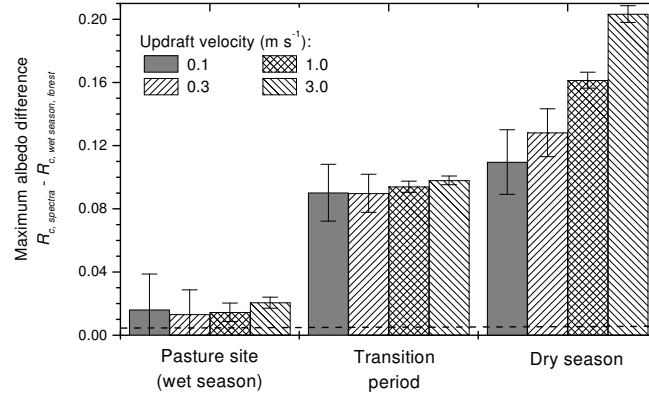 0.20
0.16
0.12
0.08
0.04
0.00
Maximum albedo difference
R_c, spectra - R_c, wet season, forest
Updraft velocity (m s⁻¹):
0.1 1.0
0.3 3.0
Pasture site Transition Dry season
(wet season) period